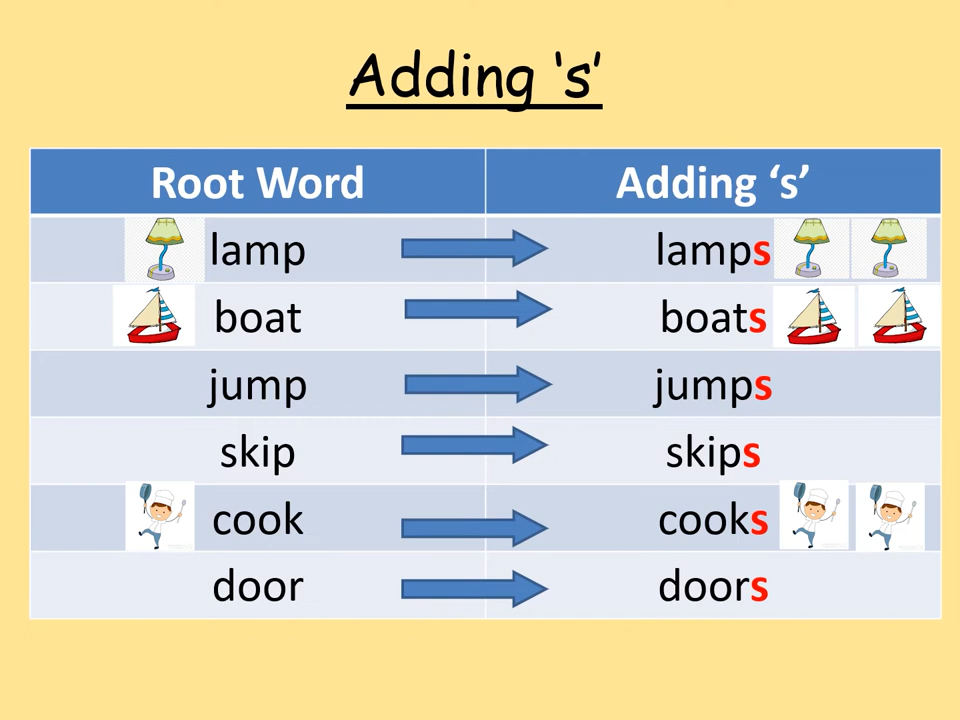 Adding ‘s’
Root Word Adding ‘s’
lamp lamps
boat boats
jump jumps
skip skips
cook cooks
door doors